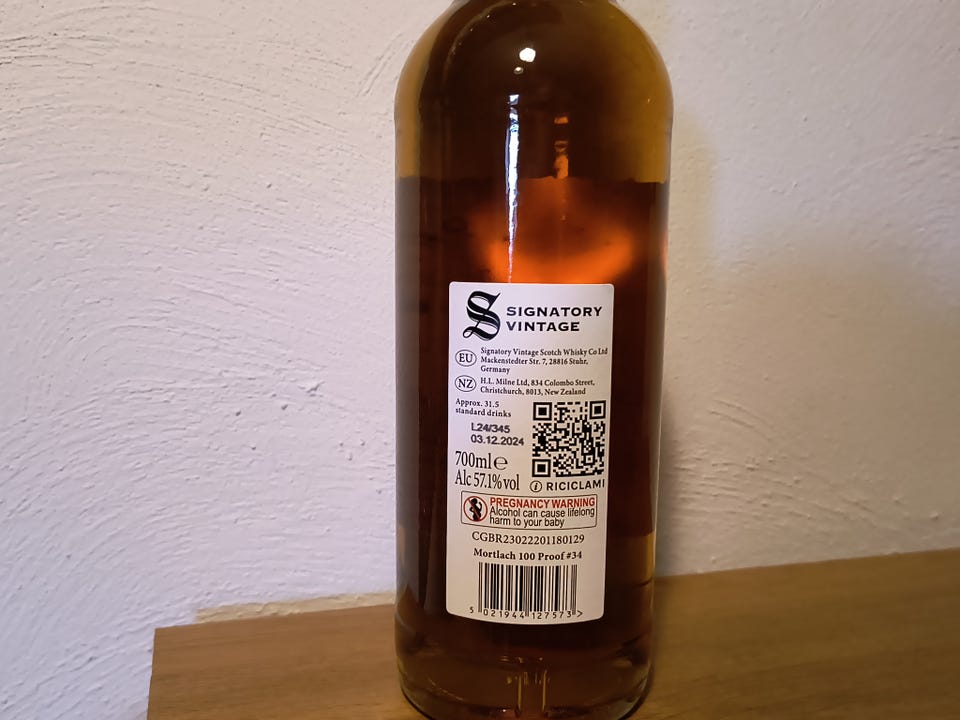 S SIGNATORY
VINTAGE
EU Signatory Vintage Scotch Whisky Co Ltd
Mackenstedter Str. 7, 28816 Stuhr,
Germany
NZ H.L. Milne Ltd, 834 Colombo Street,
Christchurch, 8013, New Zealand
Approx. 31.5
standard drinks
L24/345
03.12.2024
700ml e
Alc 57.1% vol
i RICICLAMI
PREGNANCY WARNING
Alcohol can cause lifelong
harm to your baby
CGBR23022201180129
Mortlach 100 Proof #34
5 021944 127573 >